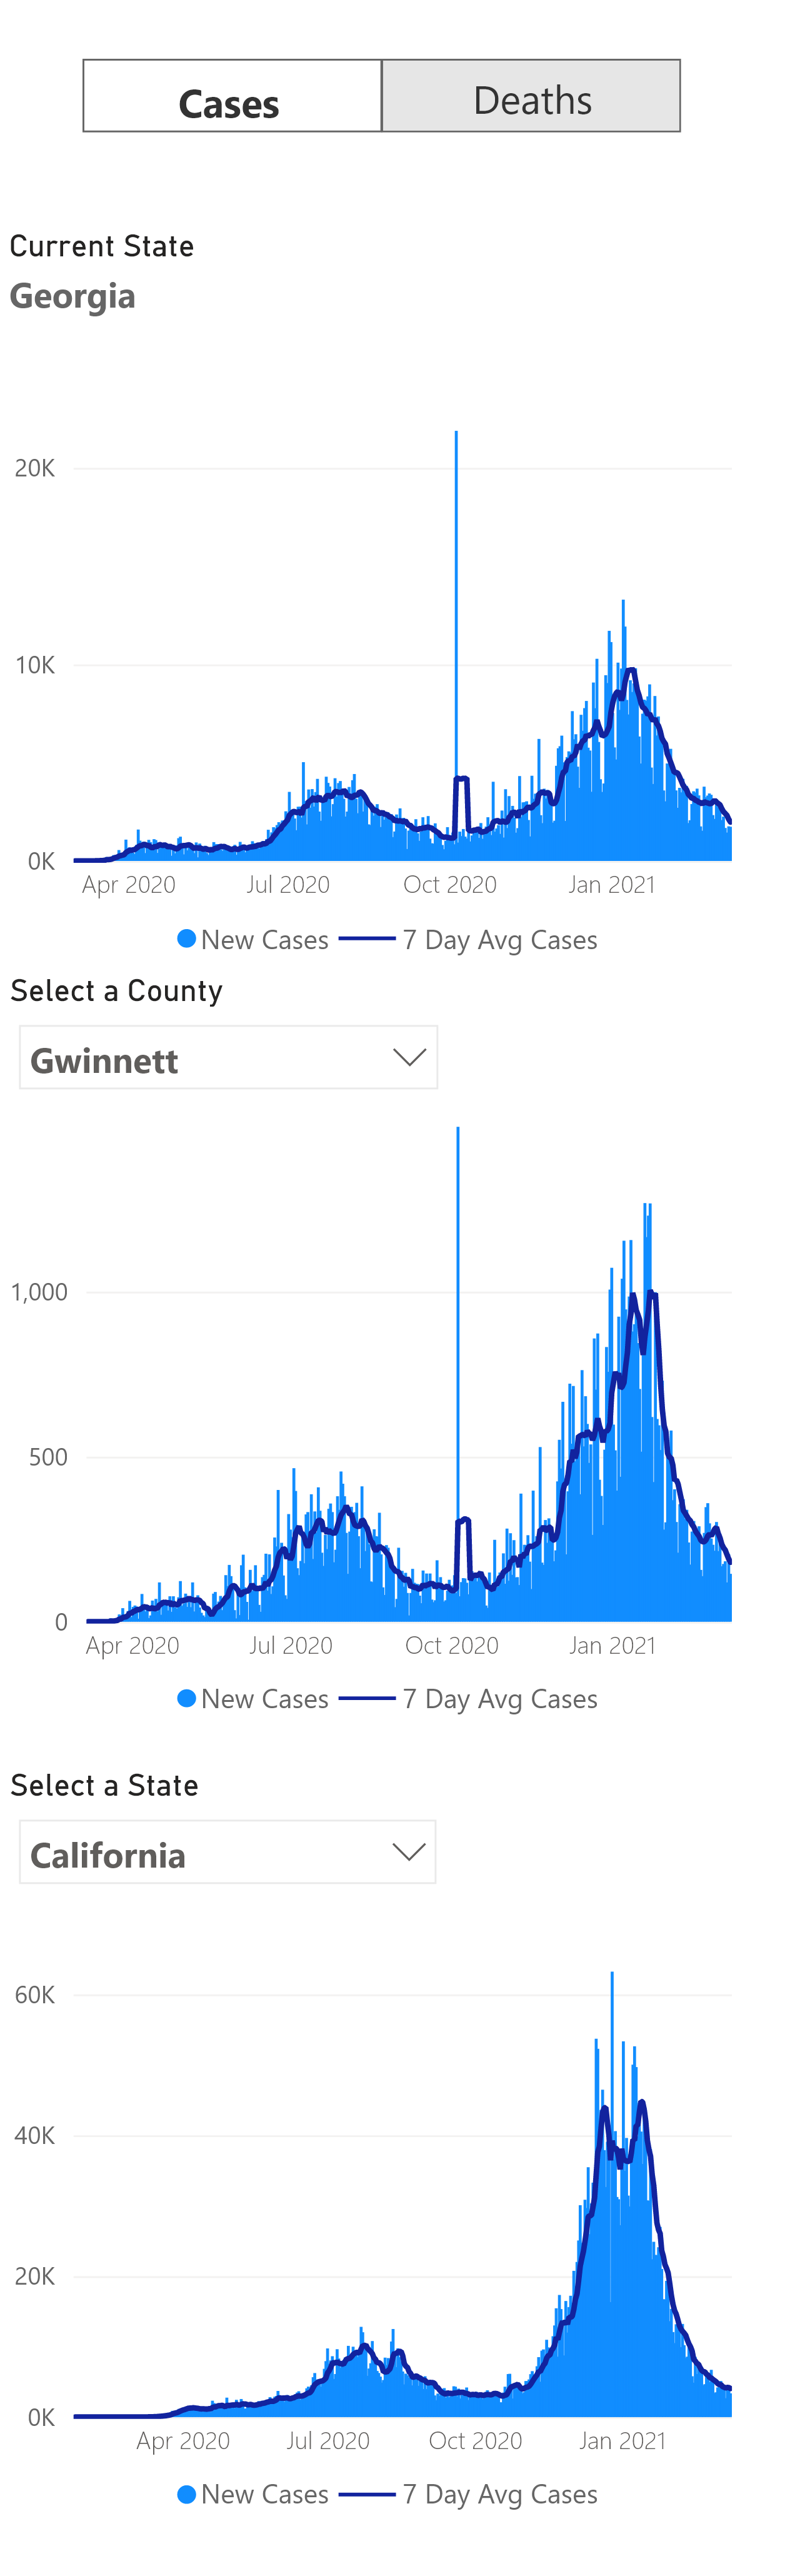 Cases Deaths
Current State
Georgia
20K
10K
0K
Apr 2020 Jul 2020 Oct 2020 Jan 2021
New Cases 7 Day Avg Cases
Select a County
Gwinnett
1,000
500
0
Apr 2020 Jul 2020 Oct 2020 Jan 2021
New Cases 7 Day Avg Cases
Select a State
California
60K
40K
20K
0K
Apr 2020 Jul 2020 Oct 2020 Jan 2021
New Cases 7 Day Avg Cases